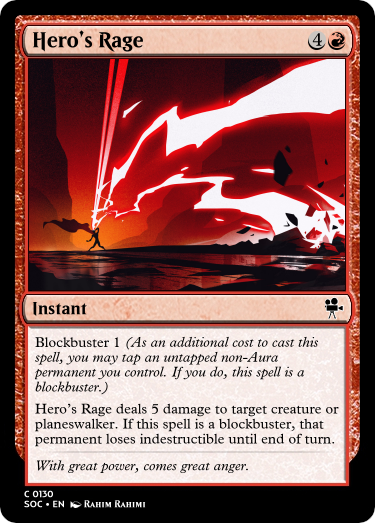 Hero's Rage 4
Instant
Blockbuster 1 (As an additional cost to cast this
spell, you may tap an untapped non-Aura
permanent you control. If you do, this spell is a
blockbuster.)
Hero's Rage deals 5 damage to target creature or
planeswalker. If this spell is a blockbuster, that
permanent loses indestructible until end of turn.
With great power, comes great anger.
C 0130
SOC • EN Rahim Rahimi